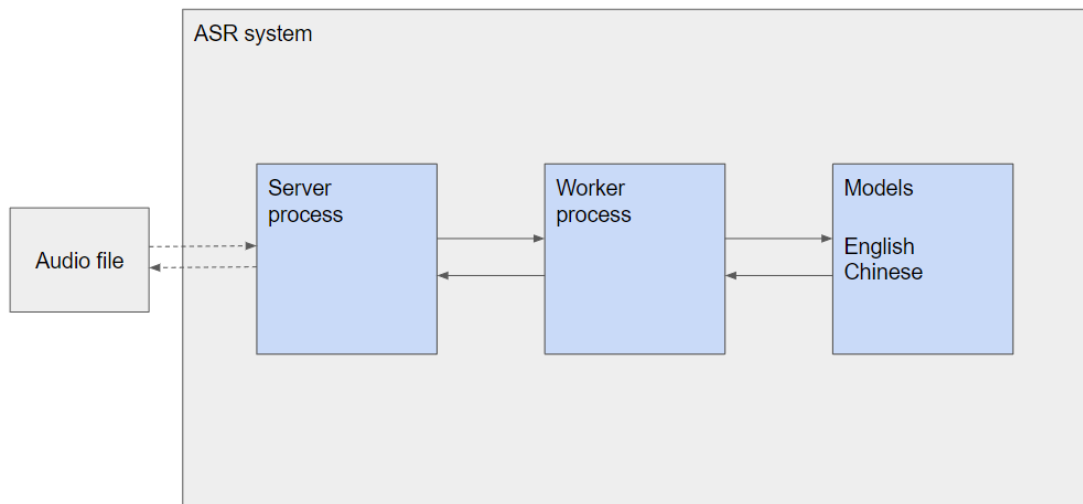 ASR system
Audio file
Server
process
Worker
process
Models
English
Chinese